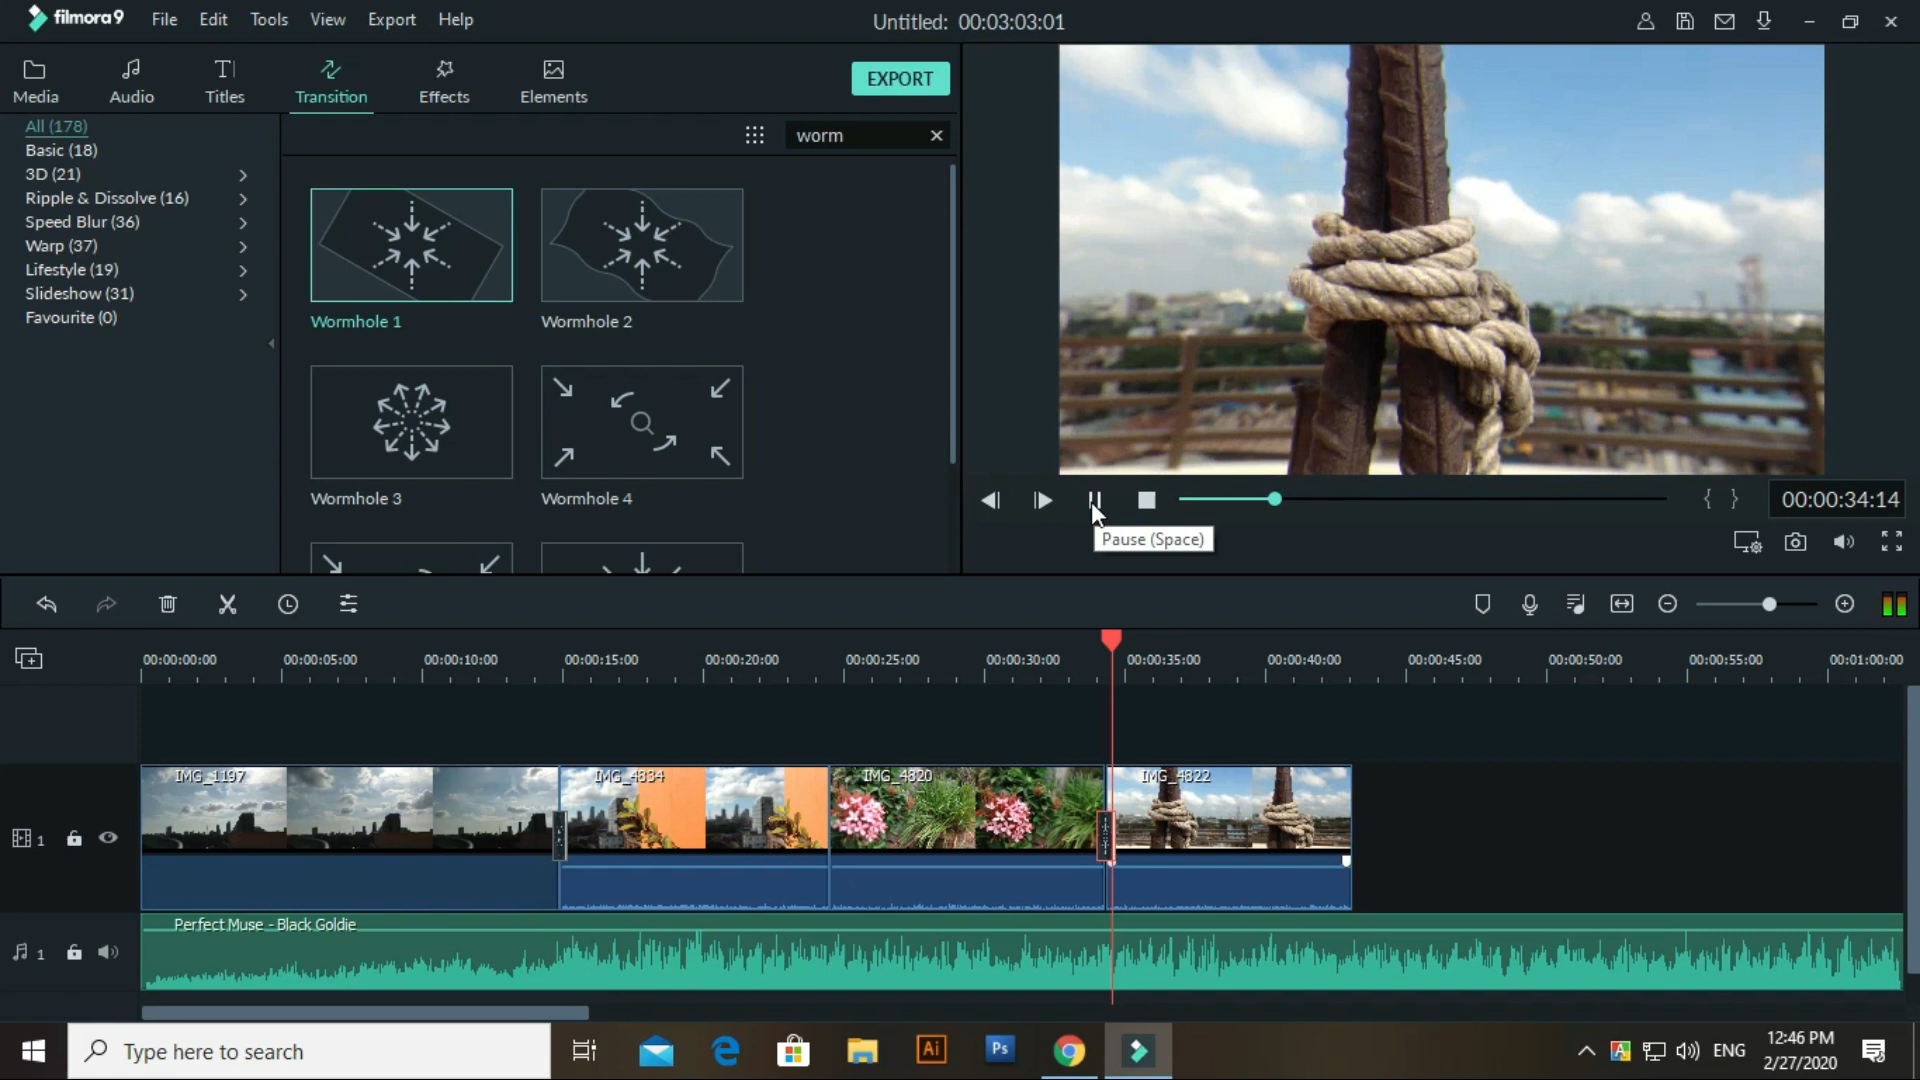 filmora9 File Edit Tools View Export Help Untitled: 00:03:03:01
Media Audio Titles Transition Effects Elements EXPORT
All (178)
Basic (18)
3D (21)
Ripple & Dissolve (16)
Speed Blur (36)
Warp (37)
Lifestyle (19)
Slideshow (31)
Favourite (0)
worm
Wormhole 1 Wormhole 2
Wormhole 3 Wormhole 4
{ } 00:00:34:14
Pause (Space)
00:00:00:00 00:00:05:00 00:00:10:00 00:00:15:00 00:00:20:00 00:00:25:00 00:00:30:00 00:00:35:00 00:00:40:00 00:00:45:00 00:00:50:00 00:00:55:00 00:01:00:00
IMG_1197 IMG_4834 IMG_4820 IMG_4822
1
Perfect Muse - Black Goldie
1
Type here to search Ai Ps A ENG 12:46 PM
2/27/2020